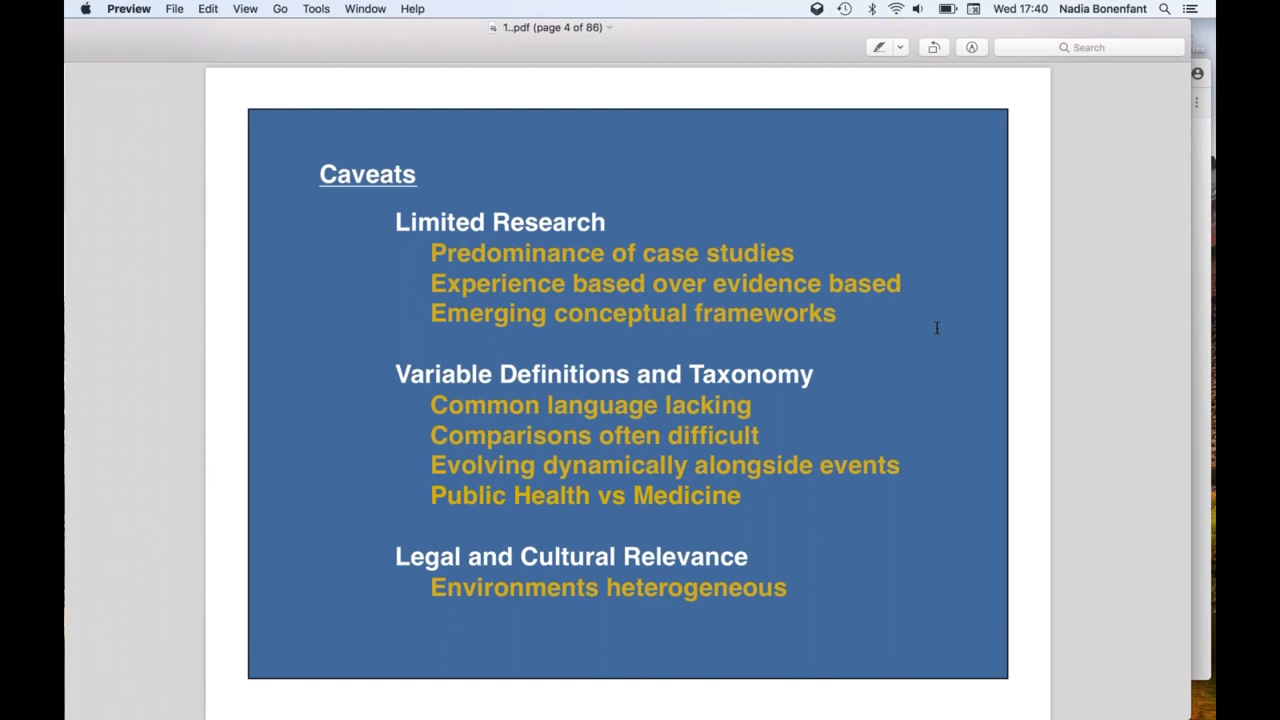 Preview File Edit View Go Tools Window Help Wed 17:40 Nadia Bonenfant
1..pdf (page 4 of 86)
Search
Caveats
Limited Research
Predominance of case studies
Experience based over evidence based
Emerging conceptual frameworks
Variable Definitions and Taxonomy
Common language lacking
Comparisons often difficult
Evolving dynamically alongside events
Public Health vs Medicine
Legal and Cultural Relevance
Environments heterogeneous